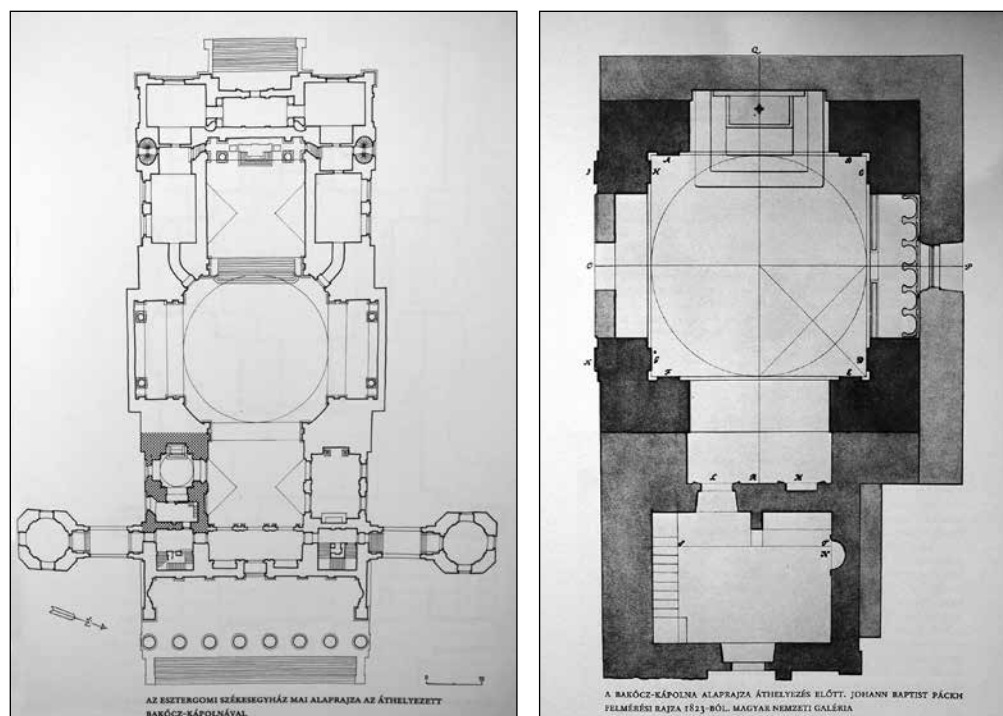 É
AZ ESZTERGOMI SZÉKESEGYHÁZ MAI ALAPRAJZA AZ ÁTHELYEZETT
BAKÓCZ-KÁPOLNÁVAL
Q
A
B
J
H
C
O
P
K
G
D
F
E
L
R
M
N
A BAKÓCZ-KÁPOLNA ALAPRAJZA ÁTHELYEZÉS ELŐTT. JOHANN BAPTIST PÁCKH
FELMÉRÉSI RAJZA 1823-BÓL. MAGYAR NEMZETI GALÉRIA